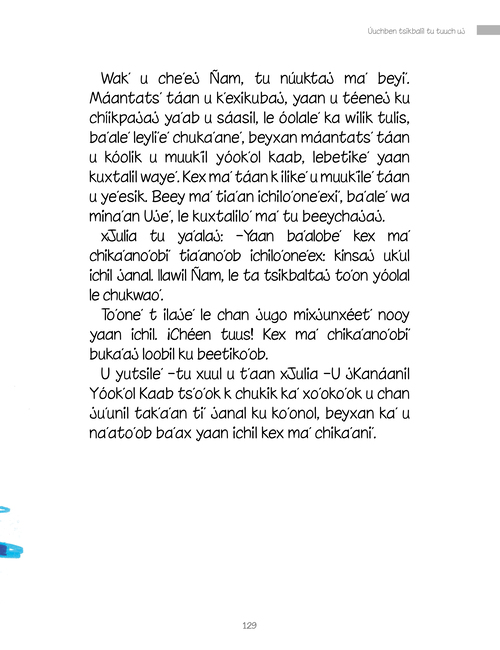 Úuchben tsikbalil tu tuuch uj
Wak´ u che'ej Ñam, tu núuktaj ma´ beyi´.
Máantats´ táan u k'exikubaj, yaan u téenej ku
chíikpajaj ya'ab u sáasil, le óolale´ ka wilik tulis,
ba'ale´ leyli'e´ chuka'ane´, beyxan máantats´ táan
u kóolik u muuk'il yóok'ol kaab, lebetike´ yaan
kuxtalil waye´. Kex ma´ táan k ilike´ u muuk'ile´ táan
u ye'esik. Beey ma´ tia'an ichilo'one'exi´, ba'ale´ wa
mina'an Uje´, le kuxtalilo´ ma´ tu beeychajaj.
xJulia tu ya'alaj: –Yaan ba'alobe´ kex ma´
chika'ano'obi´ tia'ano'ob ichilo'one'ex: kinsaj uk'ul
ichil janal. Ilawil Ñam, le ta tsikbaltaj to'on yóolal
le chukwao´.
To'one´ t ilaje´ le chan jugo mixjunxéet´ nooy
yaan ichil. ¡Chéen tuus! Kex ma´ chika'ano'obi´
buka'aj loobil ku beetiko'ob.
U yutsile´ –tu xuul u t'aan xJulia –U jKanáanil
Yóok'ol Kaab ts'o'ok k chukik ka´ xo'oko'ok u chan
ju'unil tak'a'an ti´ janal ku ko'onol, beyxan ka´ u
na'ato'ob ba'ax yaan ichil kex ma´ chika'ani´.
129